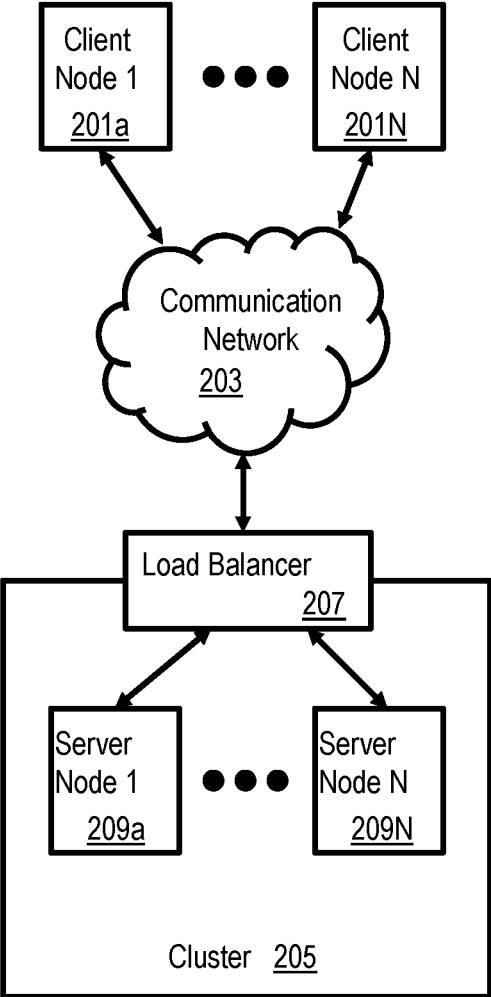 Client
Node 1
201a
Client
Node N
201N
Communication
Network
203
Load Balancer
207
Server
Node 1
209a
Server
Node N
209N
Cluster 205